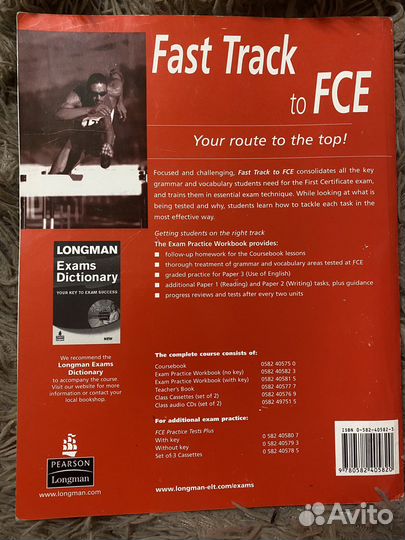 Fast Track
to FCE
Your route to the top!
Focused and challenging, Fast Track to FCE consolidates all the key
grammar and vocabulary students need for the First Certificate exam,
and trains them in essential exam technique. While looking at what is
being tested and why, students learn how to tackle each task in the
most effective way.
Getting students on the right track
The Exam Practice Workbook provides:
follow-up homework for the Coursebook lessons
thorough treatment of grammar and vocabulary areas tested at FCE
graded practice for Paper 3 (Use of English)
additional Paper 1 (Reading) and Paper 2 (Writing) tasks, plus guidance
progress reviews and tests after every two units
LONGMAN
Exams
Dictionary
YOUR KEY TO EXAM SUCCESS
NEW
We recommend the
Longman Exams
Dictionary
to accompany the course.
Visit our website for more
information or contact your
local bookshop.
The complete course consists of:
Coursebook 0582 40575 0
Exam Practice Workbook (no key) 0582 40582 3
Exam Practice Workbook (with key) 0582 40581 5
Teacher's Book 0582 40577 7
Class Cassettes (set of 2) 0582 40576 9
Class audio CDs (set of 2) 0582 49751 5
For additional exam practice:
FCE Practice Tests Plus
With key 0 582 40580 7
Without key 0 582 40579 3
Set of 3 Cassettes 0 582 40578 5
PEARSON
Longman
www.longman.com
www.longman-elt.com/exams
ISBN 0-582-40582-3
9 780582 405820
Avito